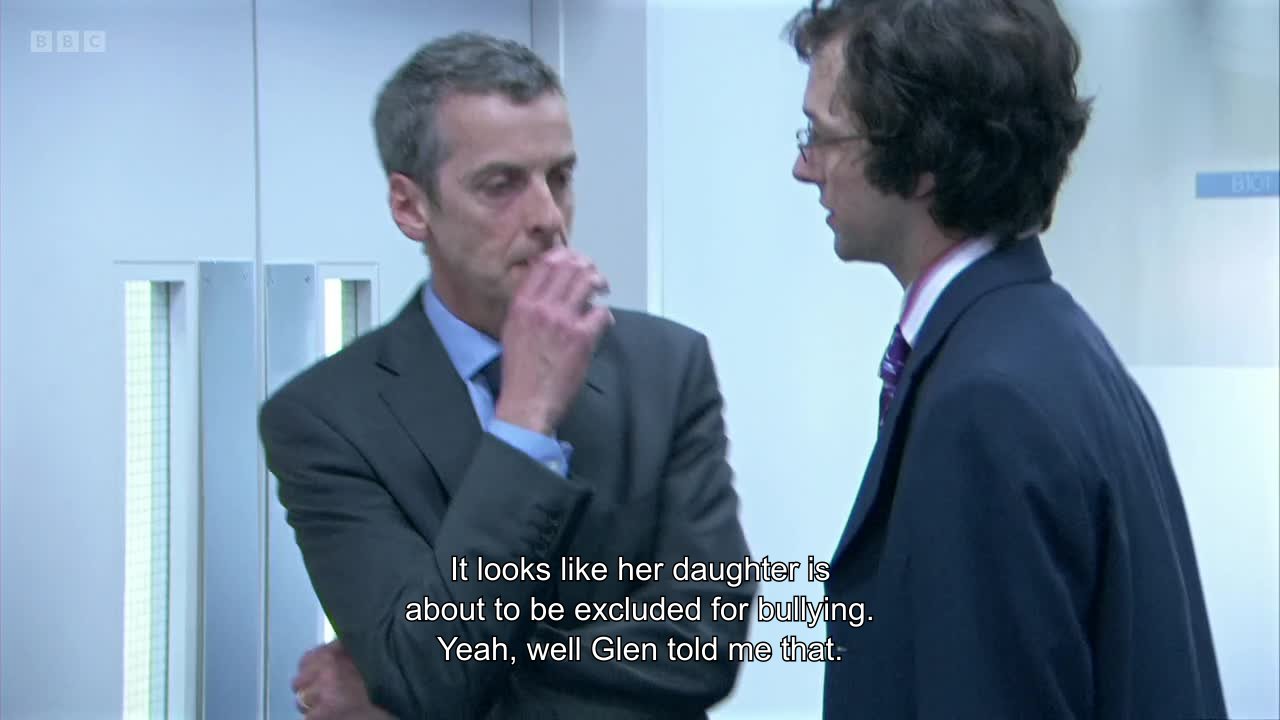 BBC
It looks like her daughter is
about to be excluded for bullying.
Yeah, well Glen told me that.